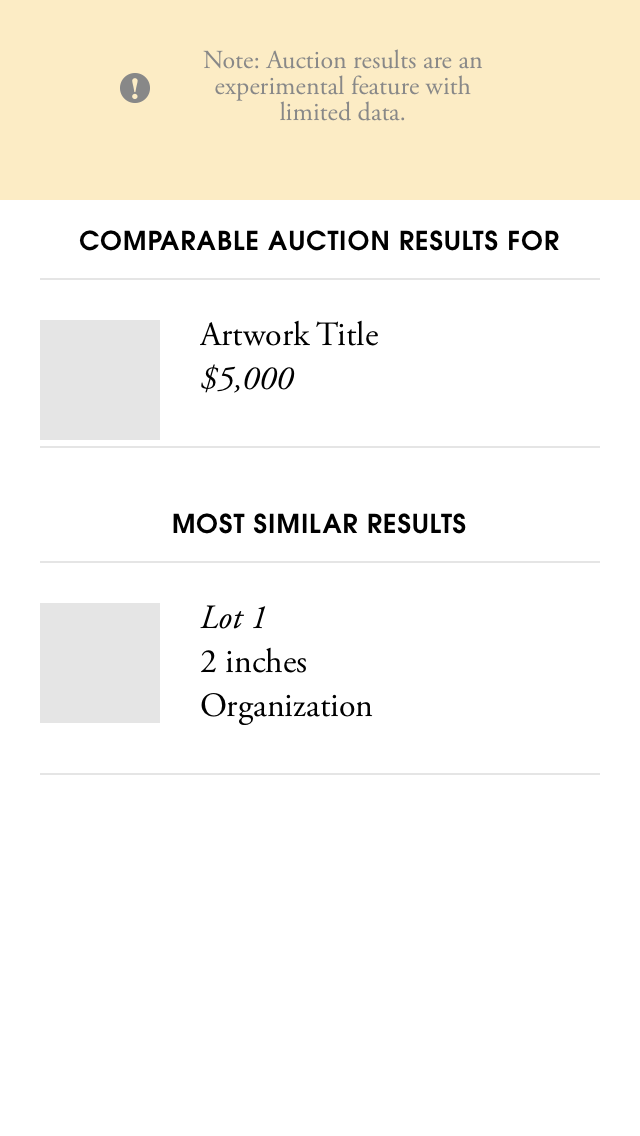 Note: Auction results are an
experimental feature with
limited data.
COMPARABLE AUCTION RESULTS FOR
Artwork Title
$5,000
MOST SIMILAR RESULTS
Lot 1
2 inches
Organization